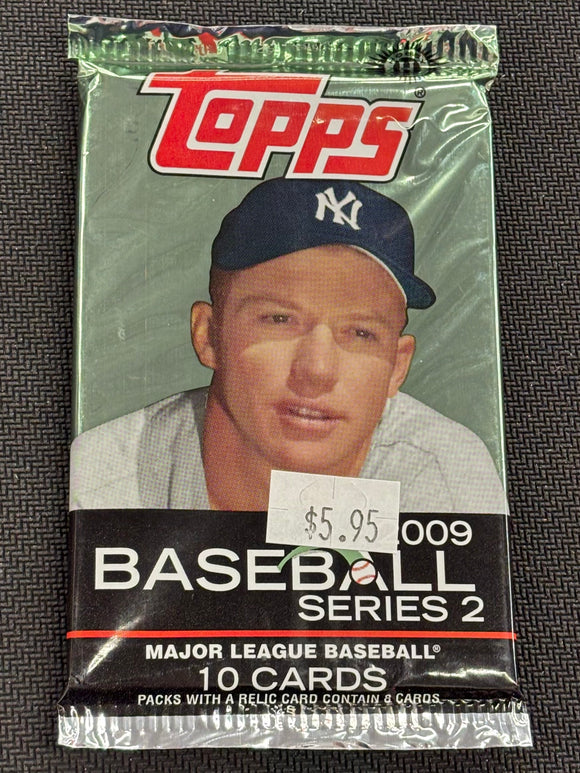 Topps®
NY
$5.95
2009
BASEBALL
SERIES 2
MAJOR LEAGUE BASEBALL®
10 CARDS
PACKS WITH A RELIC CARD CONTAIN 8 CARDS